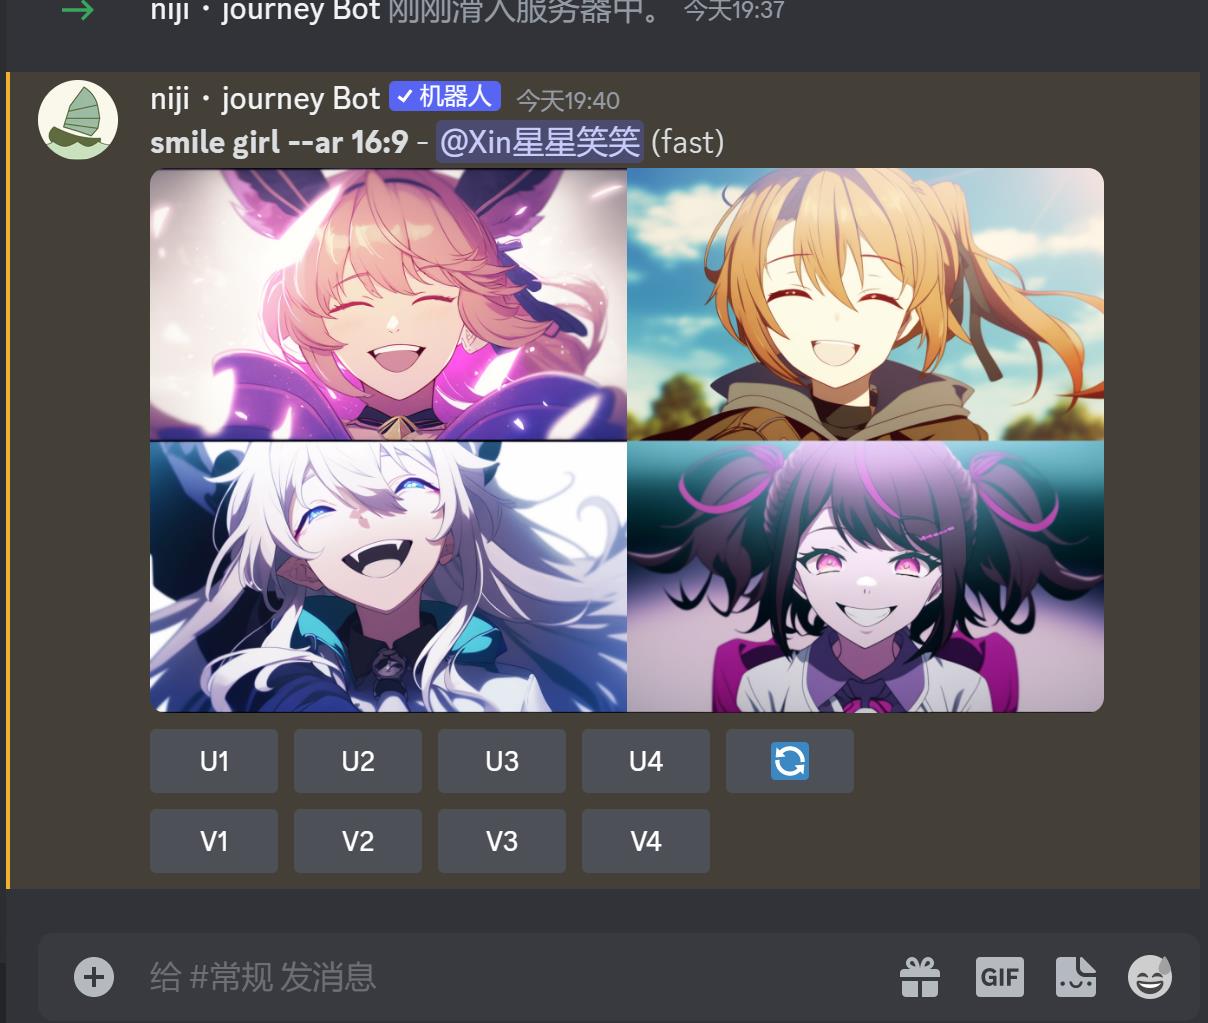 niji・journey Bot 刚刚滑入服务器中。 今天19:37
niji・journey Bot ✓ 机器人 今天19:40
smile girl --ar 16:9 - @Xin星星笑笑 (fast)
U1 U2 U3 U4
V1 V2 V3 V4
给 #常规 发消息 GIF